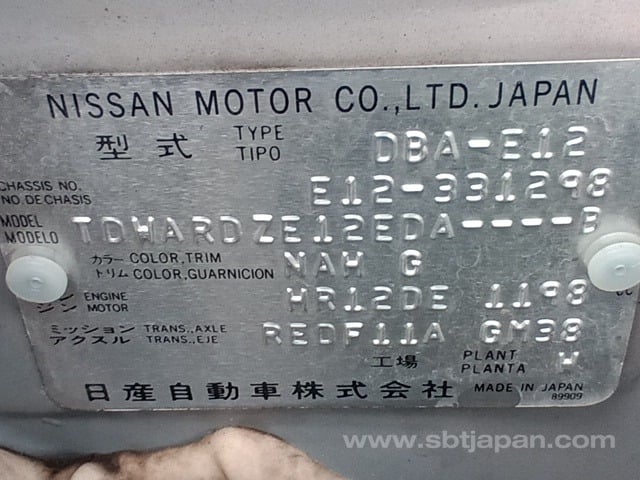 NISSAN MOTOR CO.,LTD. JAPAN
型式 TYPE TIPO DBA-E12
CHASSIS NO. NO.DE CHASIS E12-331298
MODEL MODELO TDWARDZE12EDA----B
カラー COLOR,TRIM トリム COLOR,GUARNICION NAH G
ENGINE MOTOR HR12DE 1198 cc
ミッション TRANS.,AXLE アクスル TRANS.,EJE REDF11A GM38
工場 PLANT PLANTA W
日産自動車株式会社 MADE IN JAPAN
89909
www.sbtjapan.com